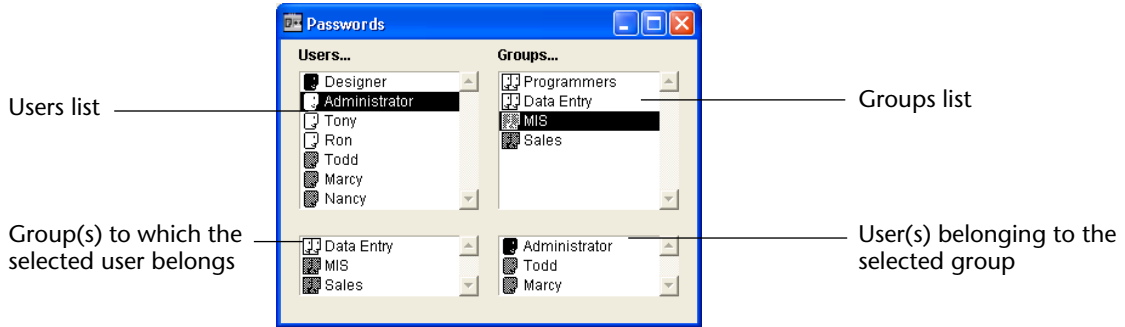 Passwords
Users...
Groups...
Designer
Administrator
Tony
Ron
Todd
Marcy
Nancy
Programmers
Data Entry
MIS
Sales
Users list
Groups list
Group(s) to which the
selected user belongs
Data Entry
MIS
Sales
Administrator
Todd
Marcy
User(s) belonging to the
selected group